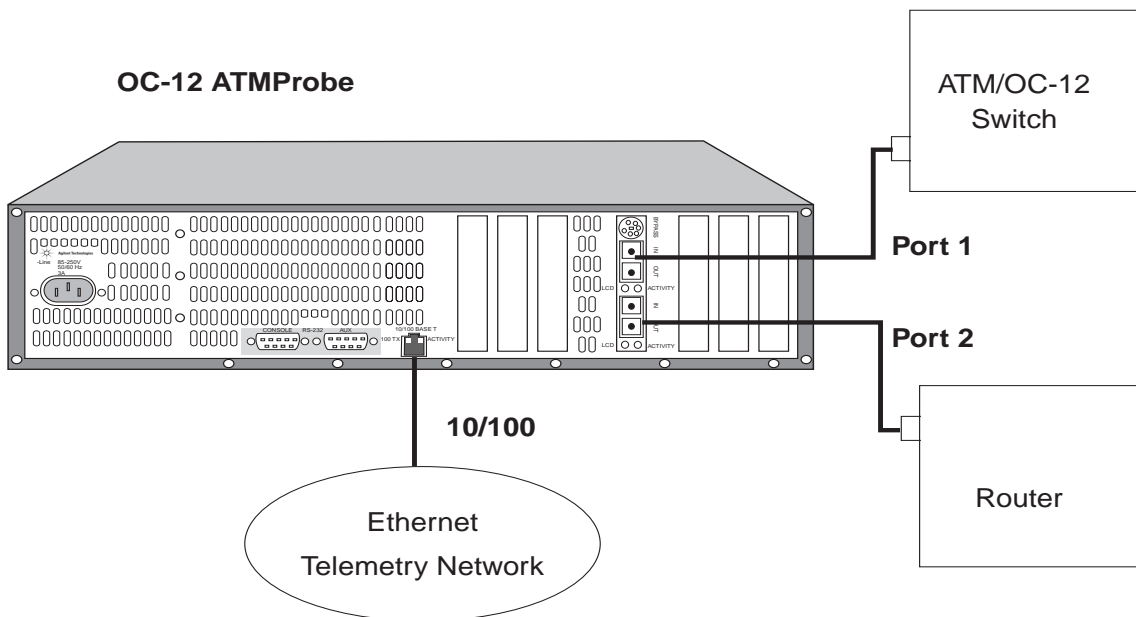 OC-12 ATMProbe
ATM/OC-12
Switch
Port 1
Port 2
Router
BYPASS
IN
OUT
LCD
ACTIVITY
IN
OUT
LCD
ACTIVITY
Agilent Technologies
~Line
85-250V
50/60 Hz
3A
CONSOLE
RS-232
AUX
10/100 BASE T
100 TX
ACTIVITY
10/100
Ethernet
Telemetry Network